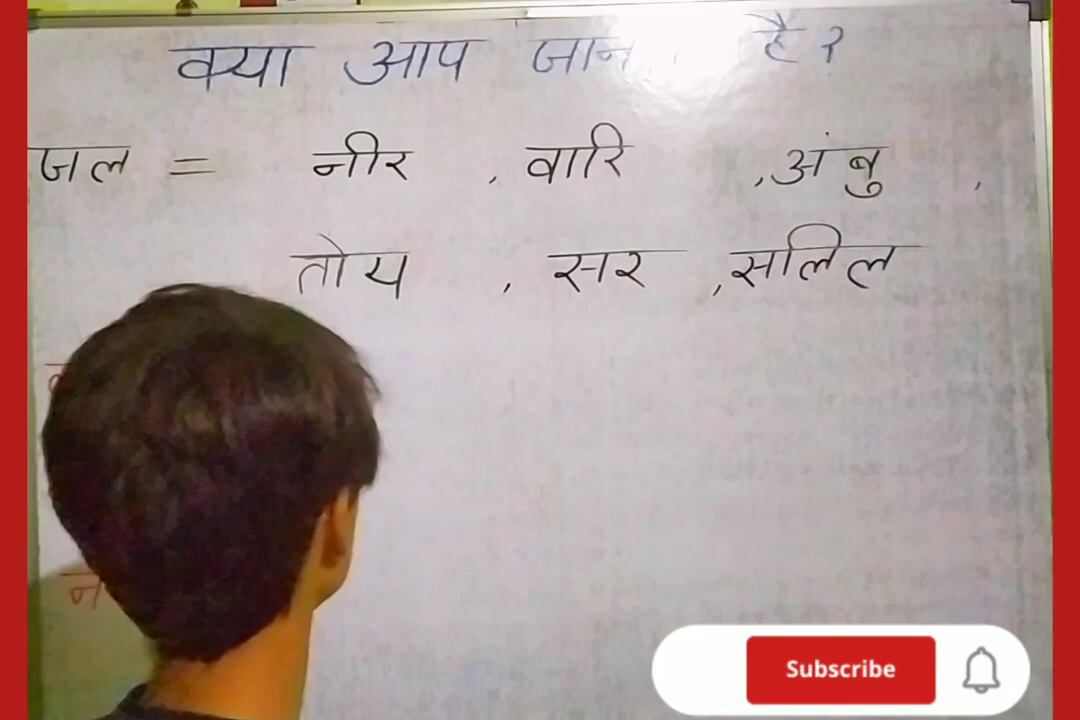 क्या आप जान है?
जल = नीर , वारि , अंबु ,
तोय , सर , सलिल
Subscribe